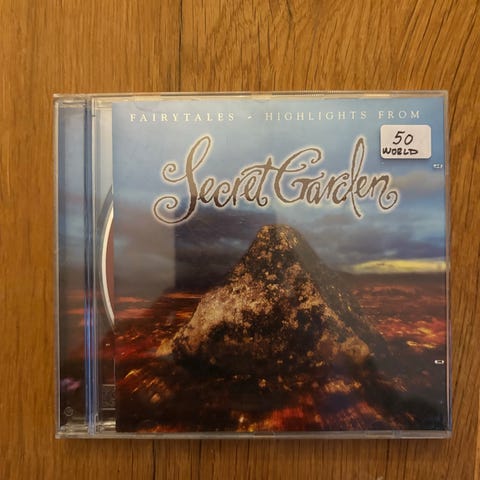 FAIRYTALES - HIGHLIGHTS FROM
50
WORLD
Secret Garden